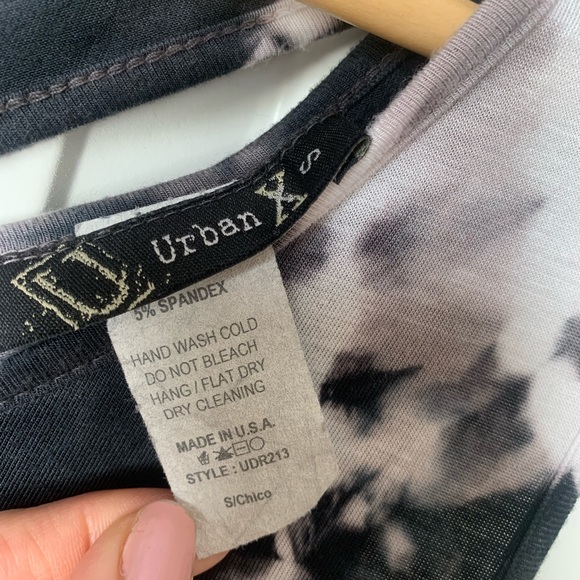 U Urban X S
5% SPANDEX
HAND WASH COLD
DO NOT BLEACH
HANG / FLAT DRY
DRY CLEANING
MADE IN U.S.A.
STYLE : UDR213
S/Chico